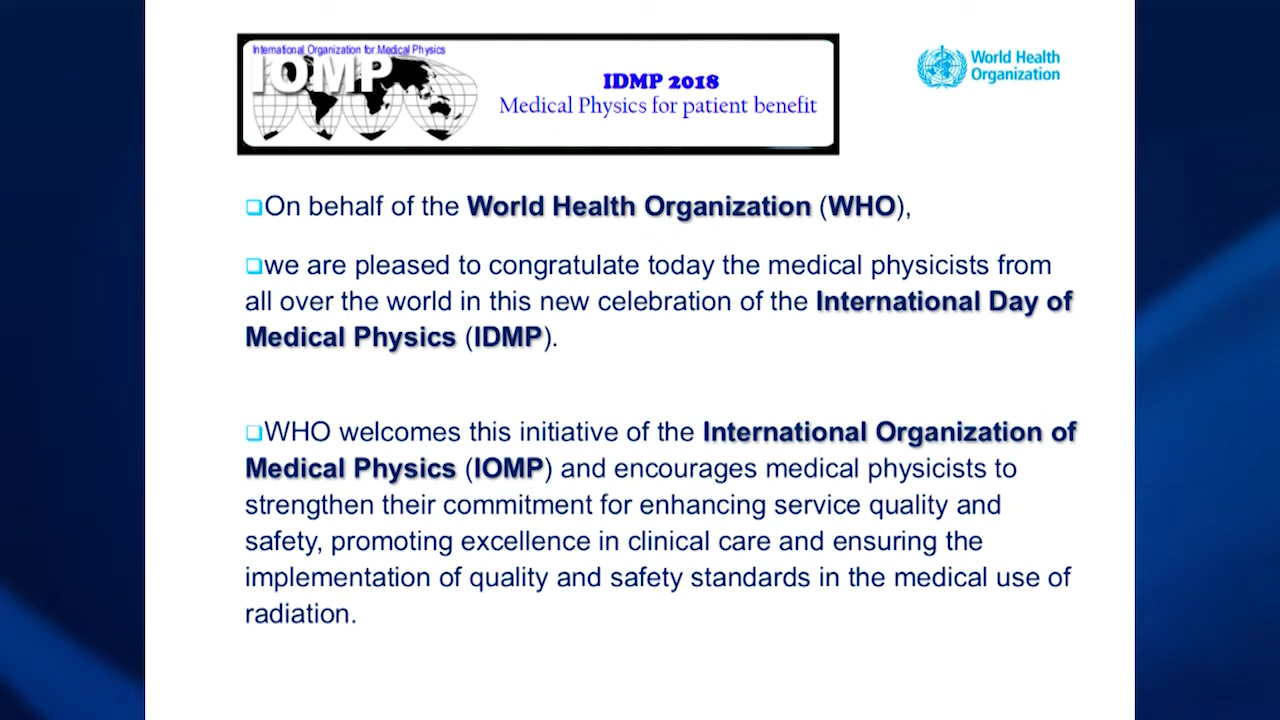 International Organization for Medical Physics
IOMP
IDMP 2018
Medical Physics for patient benefit
World Health
Organization
❑On behalf of the World Health Organization (WHO),
❑we are pleased to congratulate today the medical physicists from
all over the world in this new celebration of the International Day of
Medical Physics (IDMP).
❑WHO welcomes this initiative of the International Organization of
Medical Physics (IOMP) and encourages medical physicists to
strengthen their commitment for enhancing service quality and
safety, promoting excellence in clinical care and ensuring the
implementation of quality and safety standards in the medical use of
radiation.